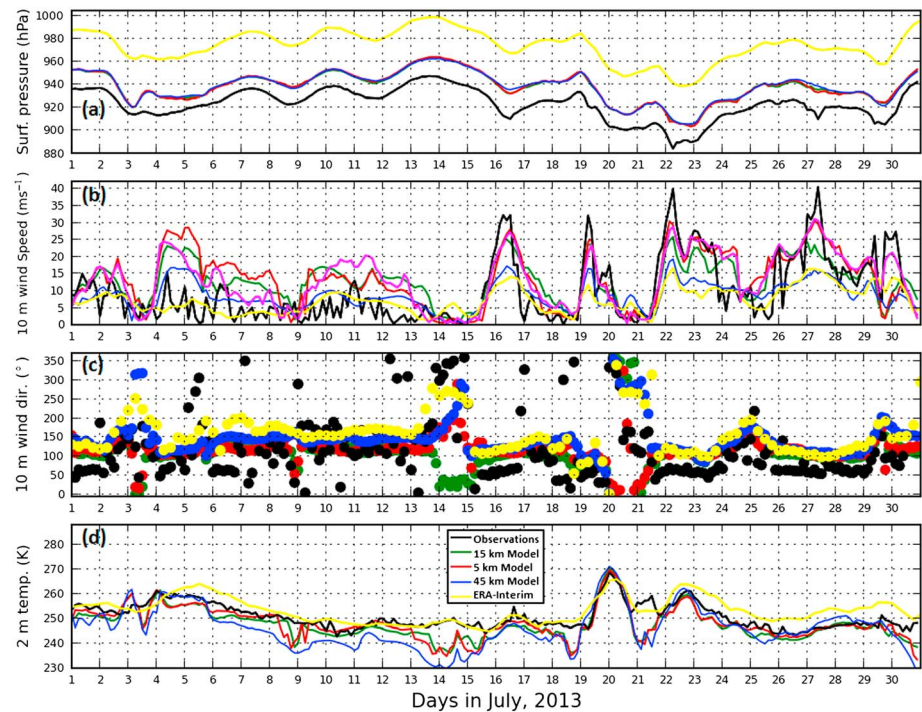 Surf. pressure (hPa)
1000
980
960
940
920
900
880
(a)
1 2 3 4 5 6 7 8 9 10 11 12 13 14 15 16 17 18 19 20 21 22 23 24 25 26 27 28 29 30
10 m wind Speed (ms⁻¹)
40
35
30
25
20
15
10
5
0
(b)
1 2 3 4 5 6 7 8 9 10 11 12 13 14 15 16 17 18 19 20 21 22 23 24 25 26 27 28 29 30
10 m wind dir. (°)
350
300
250
200
150
100
50
0
(c)
1 2 3 4 5 6 7 8 9 10 11 12 13 14 15 16 17 18 19 20 21 22 23 24 25 26 27 28 29 30
2 m temp. (K)
280
270
260
250
240
230
(d)
Observations
15 km Model
5 km Model
45 km Model
ERA-Interim
1 2 3 4 5 6 7 8 9 10 11 12 13 14 15 16 17 18 19 20 21 22 23 24 25 26 27 28 29 30
Days in July, 2013